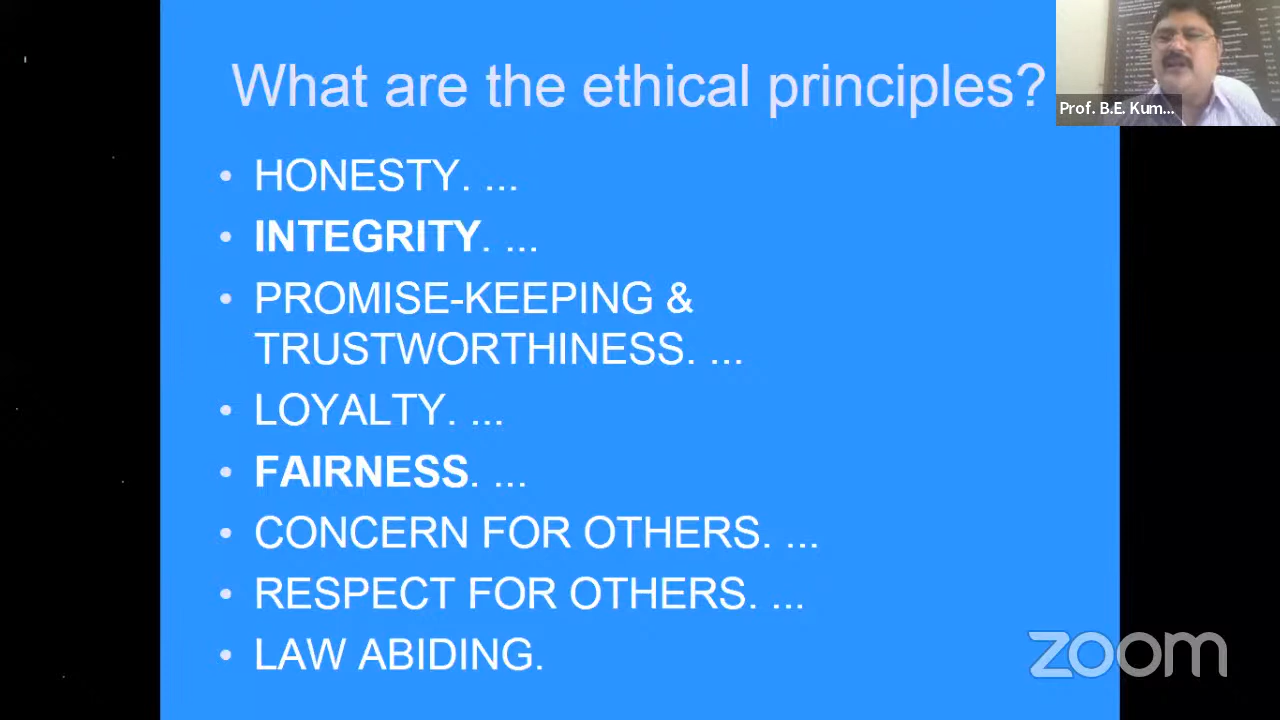 What are the ethical principles?
Prof. B.E. Kum...
• HONESTY. ...
• INTEGRITY. ...
• PROMISE-KEEPING &
TRUSTWORTHINESS. ...
• LOYALTY. ...
• FAIRNESS. ...
• CONCERN FOR OTHERS. ...
• RESPECT FOR OTHERS. ...
• LAW ABIDING.
zoom